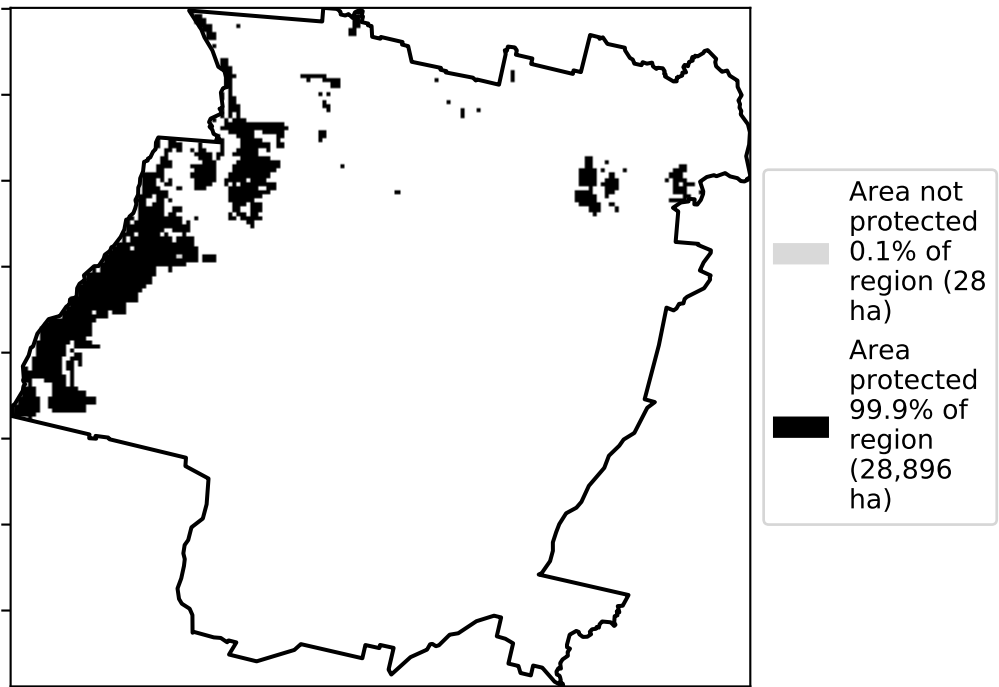 Area not
protected
0.1% of
region (28
ha)
Area
protected
99.9% of
region
(28,896
ha)